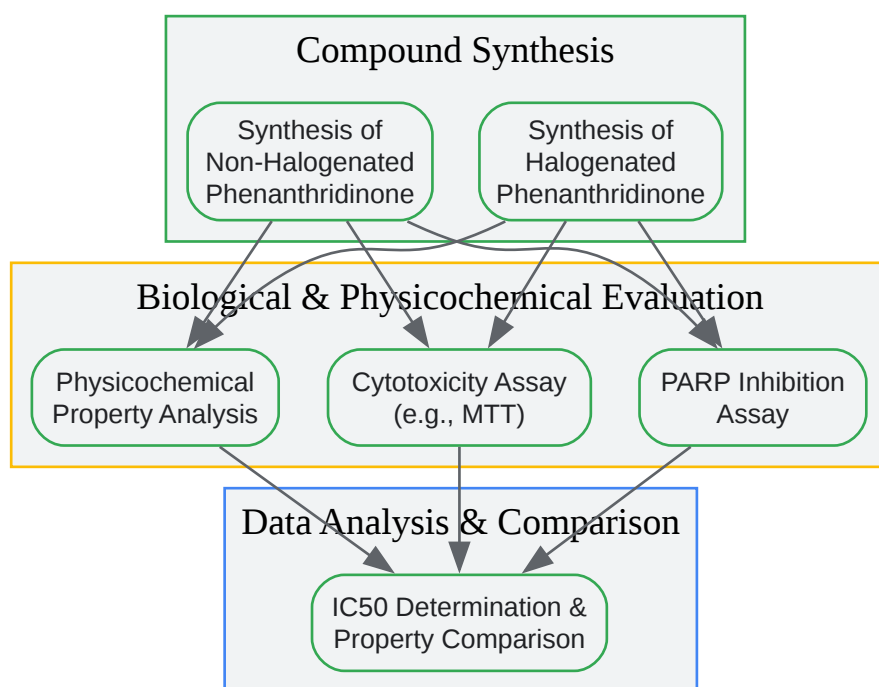 Compound Synthesis
Synthesis of
Non-Halogenated
Phenanthridinone
Synthesis of
Halogenated
Phenanthridinone
Biological & Physicochemical Evaluation
Physicochemical
Property Analysis
Cytotoxicity Assay
(e.g., MTT)
PARP Inhibition
Assay
Data Analysis & Comparison
IC50 Determination &
Property Comparison